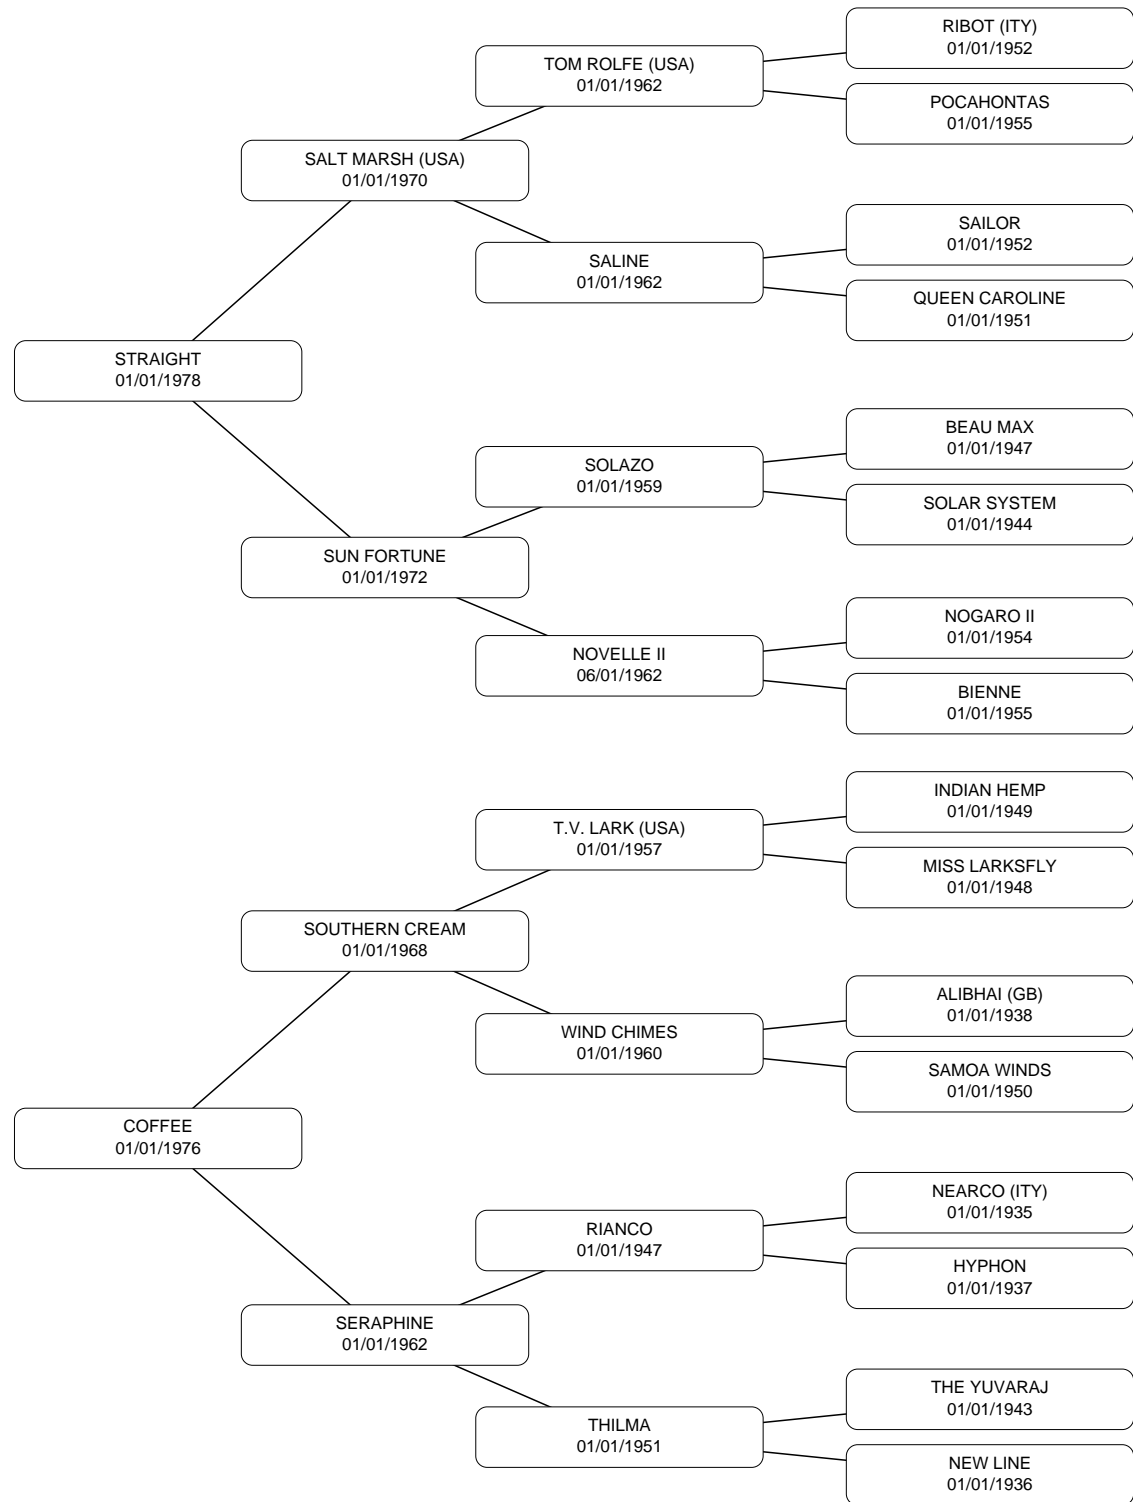 RIBOT (ITY)
01/01/1952
TOM ROLFE (USA)
01/01/1962
POCAHONTAS
01/01/1955
SALT MARSH (USA)
01/01/1970
SAILOR
01/01/1952
SALINE
01/01/1962
QUEEN CAROLINE
01/01/1951
STRAIGHT
01/01/1978
BEAU MAX
01/01/1947
SOLAZO
01/01/1959
SOLAR SYSTEM
01/01/1944
SUN FORTUNE
01/01/1972
NOGARO II
01/01/1954
NOVELLE II
06/01/1962
BIENNE
01/01/1955
INDIAN HEMP
01/01/1949
T.V. LARK (USA)
01/01/1957
MISS LARKSFLY
01/01/1948
SOUTHERN CREAM
01/01/1968
ALIBHAI (GB)
01/01/1938
WIND CHIMES
01/01/1960
SAMOA WINDS
01/01/1950
COFFEE
01/01/1976
NEARCO (ITY)
01/01/1935
RIANCO
01/01/1947
HYPHON
01/01/1937
SERAPHINE
01/01/1962
THE YUVARAJ
01/01/1943
THILMA
01/01/1951
NEW LINE
01/01/1936